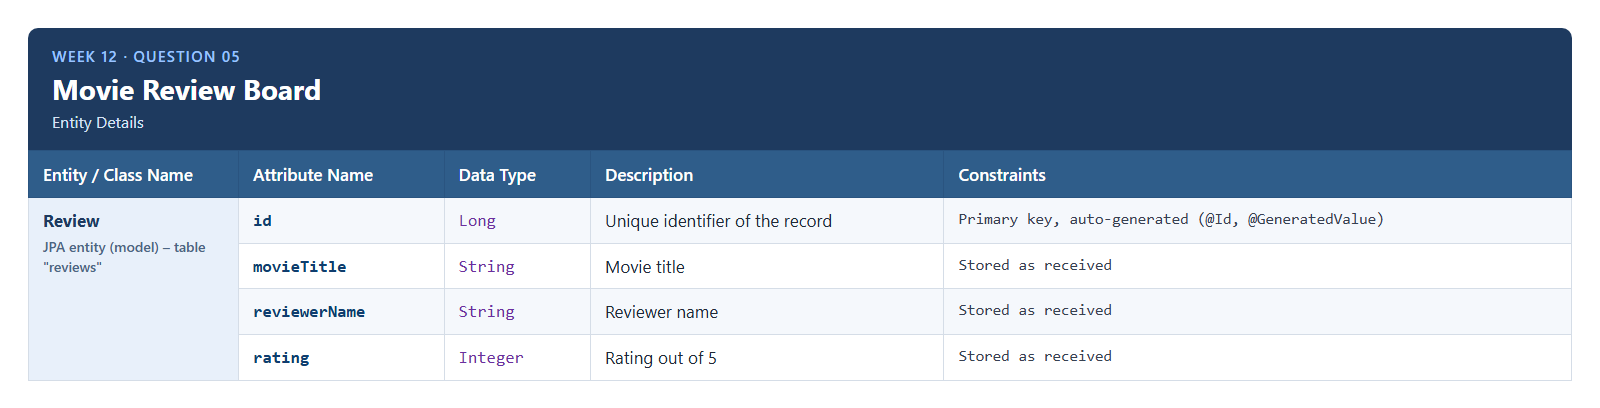 WEEK 12 · QUESTION 05
Movie Review Board
Entity Details
Entity / Class Name Attribute Name Data Type Description Constraints
Review id Long Unique identifier of the record Primary key, auto-generated (@Id, @GeneratedValue)
JPA entity (model) – table
"reviews"
movieTitle String Movie title Stored as received
reviewerName String Reviewer name Stored as received
rating Integer Rating out of 5 Stored as received